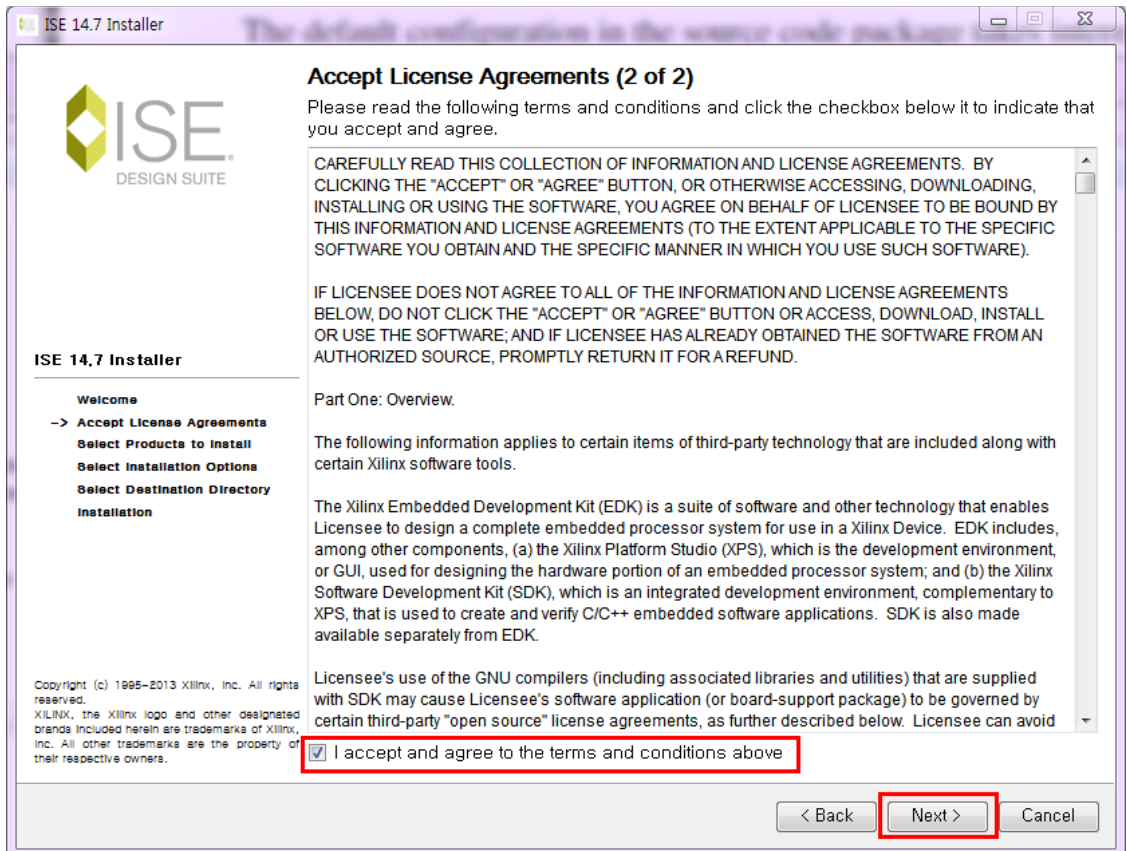 ISE 14.7 Installer
The default configuration in the source code package takes
Accept License Agreements (2 of 2)
Please read the following terms and conditions and click the checkbox below it to indicate that
you accept and agree.
ISE
DESIGN SUITE
CAREFULLY READ THIS COLLECTION OF INFORMATION AND LICENSE AGREEMENTS. BY
CLICKING THE "ACCEPT" OR "AGREE" BUTTON, OR OTHERWISE ACCESSING, DOWNLOADING,
INSTALLING OR USING THE SOFTWARE, YOU AGREE ON BEHALF OF LICENSEE TO BE BOUND BY
THIS INFORMATION AND LICENSE AGREEMENTS (TO THE EXTENT APPLICABLE TO THE SPECIFIC
SOFTWARE YOU OBTAIN AND THE SPECIFIC MANNER IN WHICH YOU USE SUCH SOFTWARE).
IF LICENSEE DOES NOT AGREE TO ALL OF THE INFORMATION AND LICENSE AGREEMENTS
BELOW, DO NOT CLICK THE "ACCEPT" OR "AGREE" BUTTON OR ACCESS, DOWNLOAD, INSTALL
OR USE THE SOFTWARE; AND IF LICENSEE HAS ALREADY OBTAINED THE SOFTWARE FROM AN
AUTHORIZED SOURCE, PROMPTLY RETURN IT FOR A REFUND.
Part One: Overview.
The following information applies to certain items of third-party technology that are included along with
certain Xilinx software tools.
The Xilinx Embedded Development Kit (EDK) is a suite of software and other technology that enables
Licensee to design a complete embedded processor system for use in a Xilinx Device. EDK includes,
among other components, (a) the Xilinx Platform Studio (XPS), which is the development environment,
or GUI, used for designing the hardware portion of an embedded processor system; and (b) the Xilinx
Software Development Kit (SDK), which is an integrated development environment, complementary to
XPS, that is used to create and verify C/C++ embedded software applications. SDK is also made
available separately from EDK.
Licensee's use of the GNU compilers (including associated libraries and utilities) that are supplied
with SDK may cause Licensee's software application (or board-support package) to be governed by
certain third-party "open source" license agreements, as further described below. Licensee can avoid
ISE 14.7 Installer
Welcome
-> Accept License Agreements
Select Products to Install
Select Installation Options
Select Destination Directory
Installation
Copyright (c) 1995-2013 Xilinx, Inc. All rights
reserved.
XILINX, the Xilinx logo and other designated
brands included herein are trademarks of Xilinx,
Inc. All other trademarks are the property of
their respective owners.
I accept and agree to the terms and conditions above
< Back
Next >
Cancel